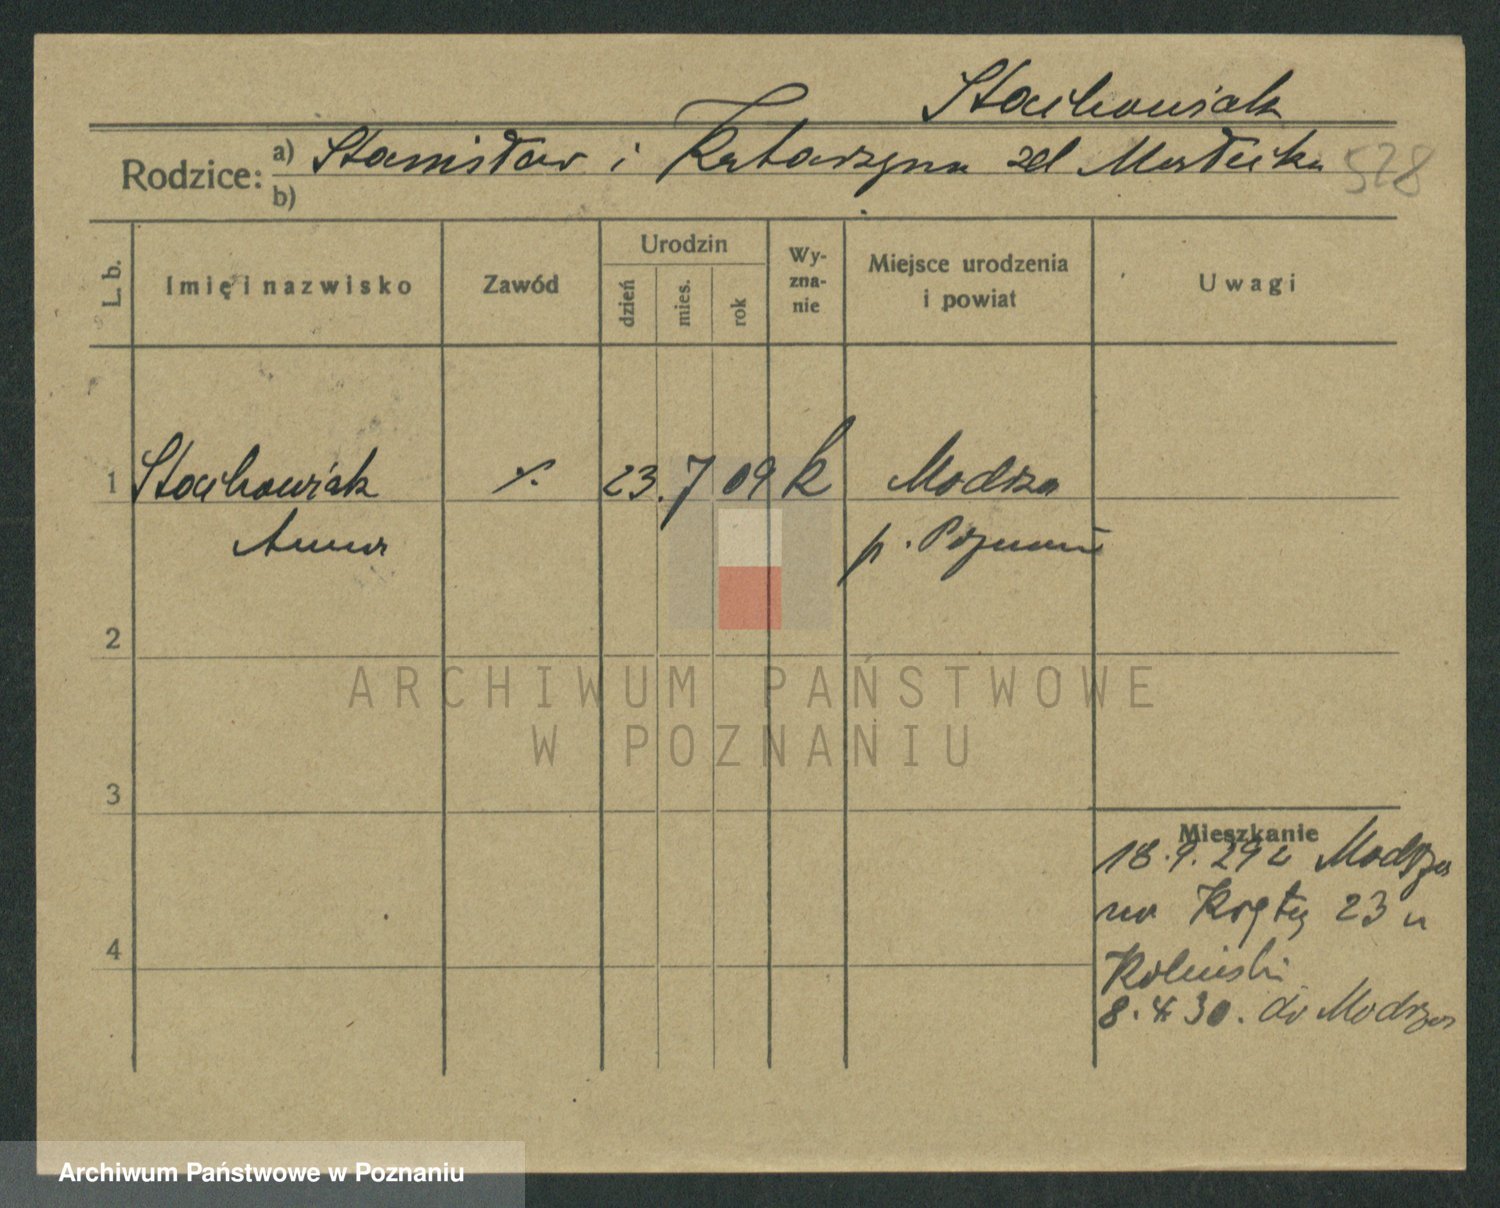 Stachowiak
Rodzice: a) Stanisław i Katarzyna zd
b)
528
L. b. Imię i nazwisko Zawód Urodzin dzień mies. rok Wy-zna-nie Miejsce urodzenia i powiat Uwagi
1 Stachowiak ./. 23. 7 09 k Modrza
Anna p. Poznań
2
ARCHIWUM PAŃSTWOWE
W POZNANIU
3
Mieszkanie
18.9.29 z Modrza
na 23 u
4
8.4.30. do Modrza
Archiwum Państwowe w Poznaniu